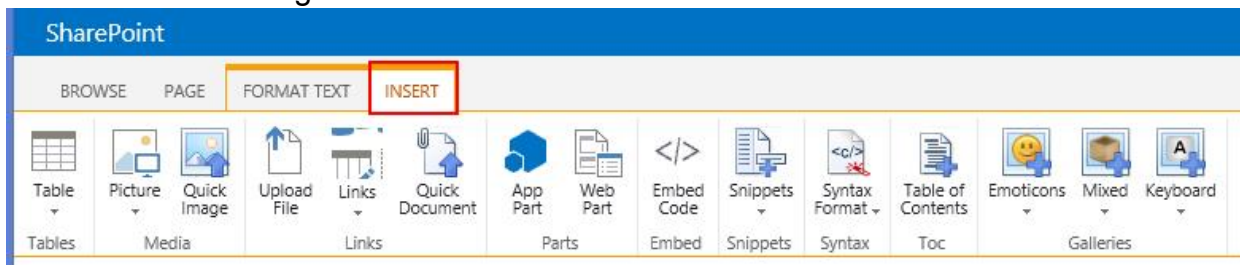 SharePoint
BROWSE PAGE FORMAT TEXT INSERT
Table Picture Quick Image Upload File Links Quick Document App Part Web Part Embed Code Snippets Syntax Format Table of Contents Emoticons Mixed Keyboard
Tables Media Links Parts Embed Snippets Syntax Toc Galleries